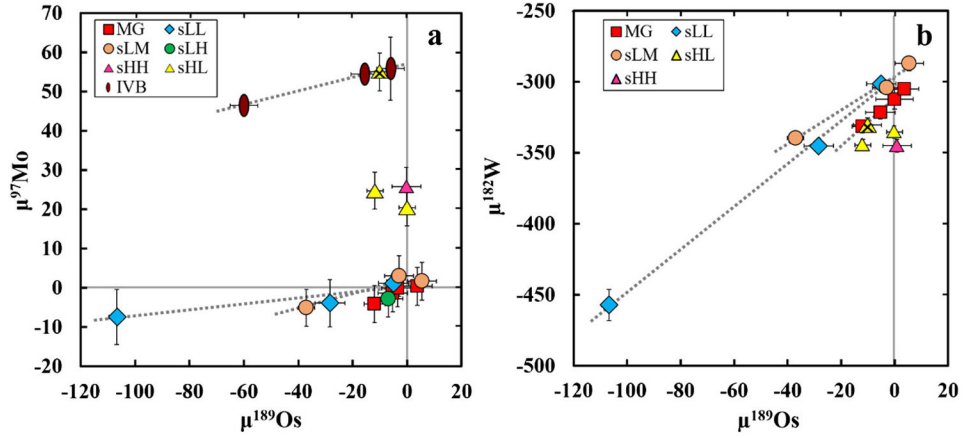 a
MG sLL
sLM sLH
sHH sHL
IVB
70
60
50
40
30
20
10
0
-10
-20
μ⁹⁷Mo
-120 -100 -80 -60 -40 -20 0 20
μ¹⁸⁹Os
b
MG sLL
sLM sHL
sHH
-250
-300
-350
-400
-450
-500
μ¹⁸²W
-120 -100 -80 -60 -40 -20 0 20
μ¹⁸⁹Os